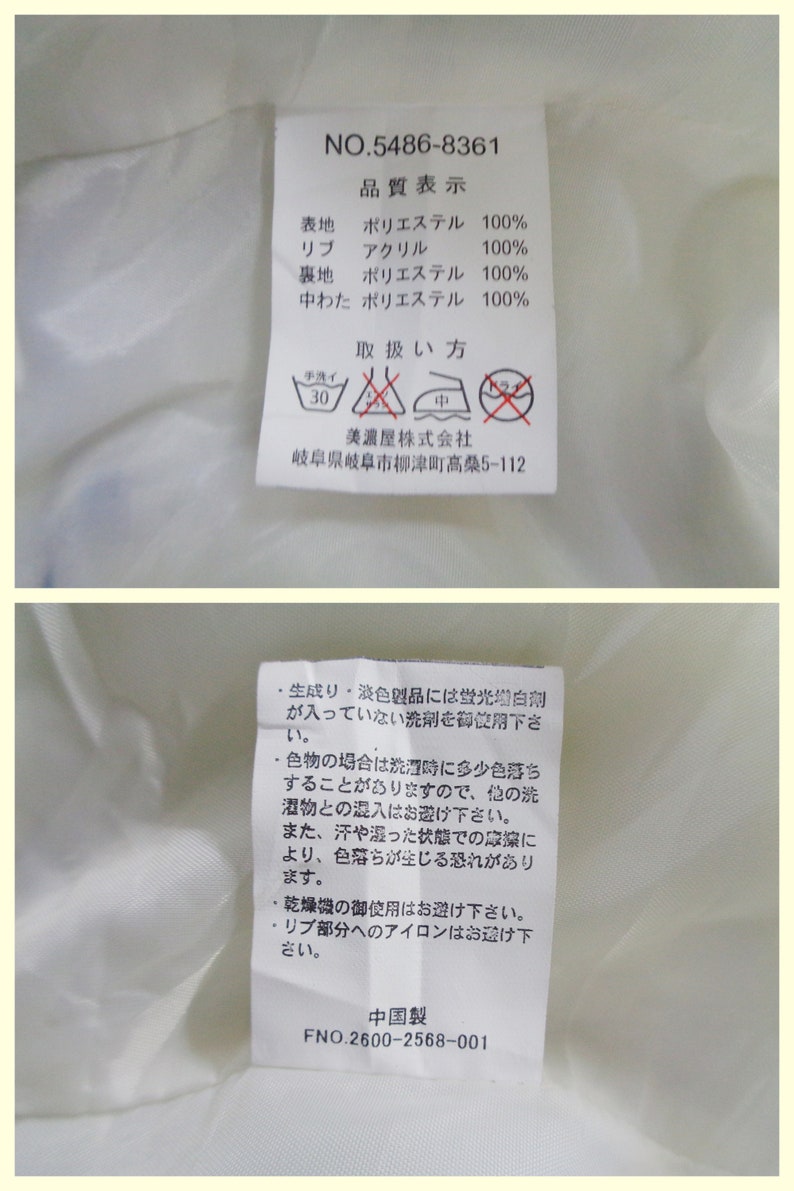 NO.5486-8361
品質表示
表地 ポリエステル 100%
リブ アクリル 100%
裏地 ポリエステル 100%
中わた ポリエステル 100%
取扱い方
手洗イ
30
エンソ
サラシ
中
ドライ
美濃屋株式会社
岐阜県岐阜市柳津町高桑5-112
・生成り・淡色製品には蛍光増白剤
が入っていない洗剤を御使用下さ
い。
・色物の場合は洗濯時に多少色落ち
することがありますので、他の洗
濯物との混入はお避け下さい。
また、汗や湿った状態での摩擦に
より、色落ちが生じる恐れがあり
ます。
・乾燥機の御使用はお避け下さい。
・リブ部分へのアイロンはお避け下
さい。
中国製
FNO.2600-2568-001